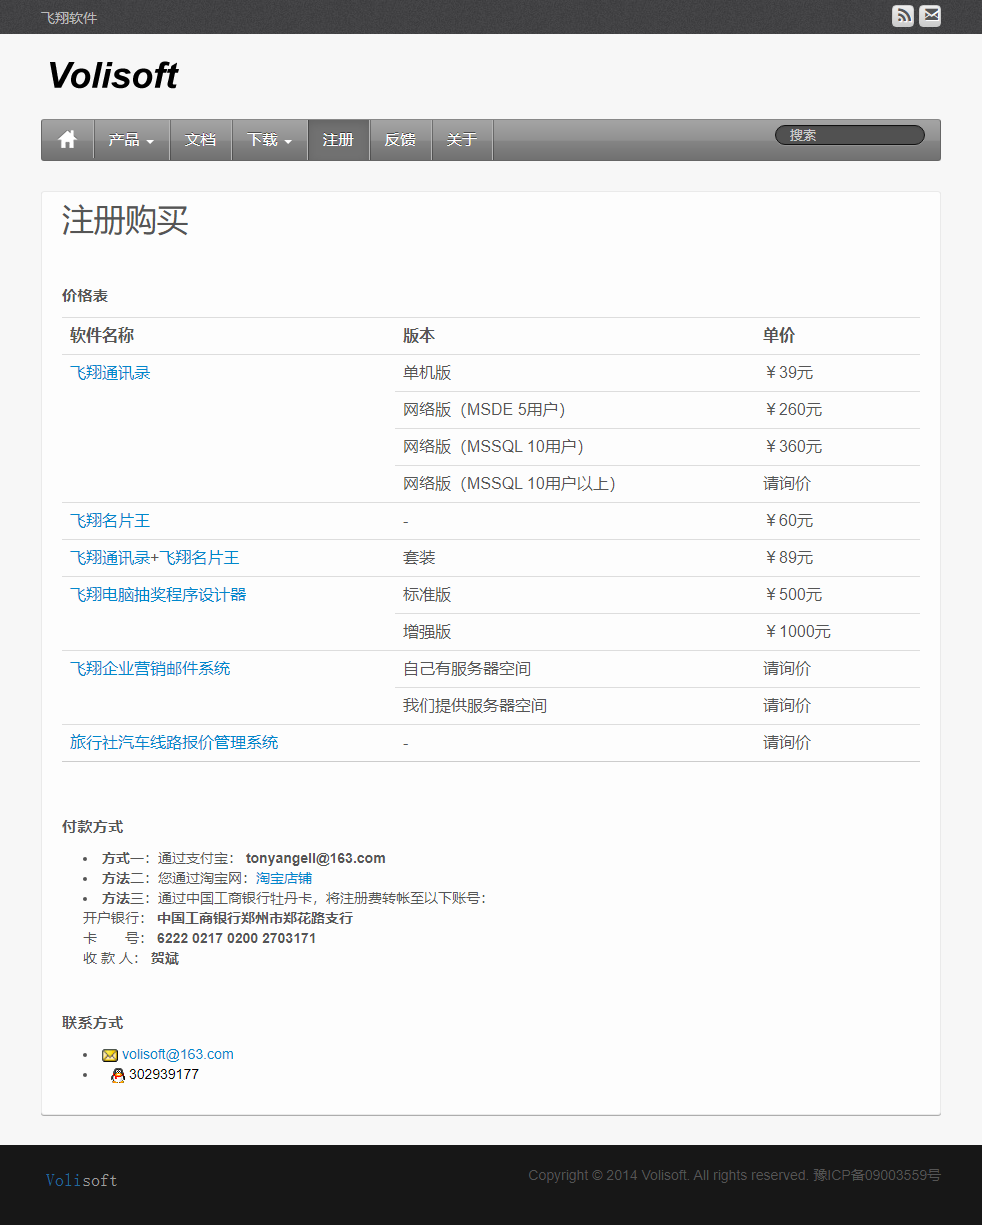 飞翔软件
Volisoft
产品 文档 下载 注册 反馈 关于 搜索
注册购买
价格表
软件名称 版本 单价
飞翔通讯录 单机版 ￥39元
网络版（MSDE 5用户） ￥260元
网络版（MSSQL 10用户） ￥360元
网络版（MSSQL 10用户以上） 请询价
飞翔名片王 - ￥60元
飞翔通讯录+飞翔名片王 套装 ￥89元
飞翔电脑抽奖程序设计器 标准版 ￥500元
增强版 ￥1000元
飞翔企业营销邮件系统 自己有服务器空间 请询价
我们提供服务器空间 请询价
旅行社汽车线路报价管理系统 - 请询价
付款方式
• 方式一：通过支付宝： tonyangell@163.com
• 方法二：您通过淘宝网：淘宝店铺
• 方法三：通过中国工商银行牡丹卡，将注册费转帐至以下账号：
开户银行： 中国工商银行郑州市郑花路支行
卡 号： 6222 0217 0200 2703171
收 款 人： 贺斌
联系方式
• volisoft@163.com
• 302939177
Volisoft
Copyright © 2014 Volisoft. All rights reserved. 豫ICP备09003559号